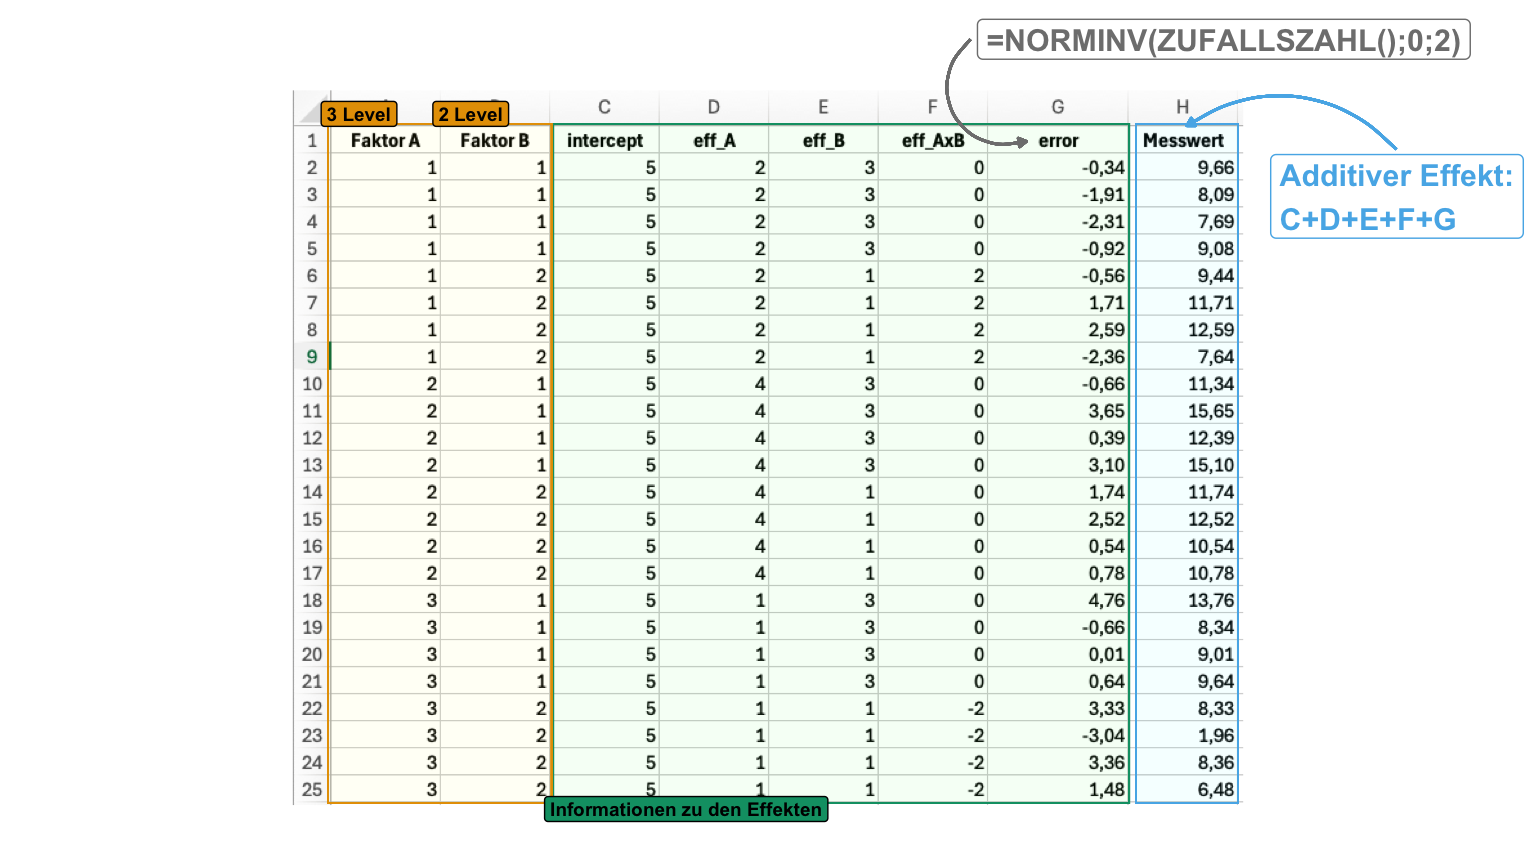 =NORMINV(ZUFALLSZAHL();0;2)
3 Level 2 Level C D E F G H
1 Faktor A Faktor B intercept eff_A eff_B eff_AxB error Messwert
2 1 1 5 2 3 0 -0,34 9,66
3 1 1 5 2 3 0 -1,91 8,09
4 1 1 5 2 3 0 -2,31 7,69
5 1 1 5 2 3 0 -0,92 9,08
6 1 2 5 2 1 2 -0,56 9,44
7 1 2 5 2 1 2 1,71 11,71
8 1 2 5 2 1 2 2,59 12,59
9 1 2 5 2 1 2 -2,36 7,64
10 2 1 5 4 3 0 -0,66 11,34
11 2 1 5 4 3 0 3,65 15,65
12 2 1 5 4 3 0 0,39 12,39
13 2 1 5 4 3 0 3,10 15,10
14 2 2 5 4 1 0 1,74 11,74
15 2 2 5 4 1 0 2,52 12,52
16 2 2 5 4 1 0 0,54 10,54
17 2 2 5 4 1 0 0,78 10,78
18 3 1 5 1 3 0 4,76 13,76
19 3 1 5 1 3 0 -0,66 8,34
20 3 1 5 1 3 0 0,01 9,01
21 3 1 5 1 3 0 0,64 9,64
22 3 2 5 1 1 -2 3,33 8,33
23 3 2 5 1 1 -2 -3,04 1,96
24 3 2 5 1 1 -2 3,36 8,36
25 3 2 5 1 1 -2 1,48 6,48
Informationen zu den Effekten
Additiver Effekt:
C+D+E+F+G